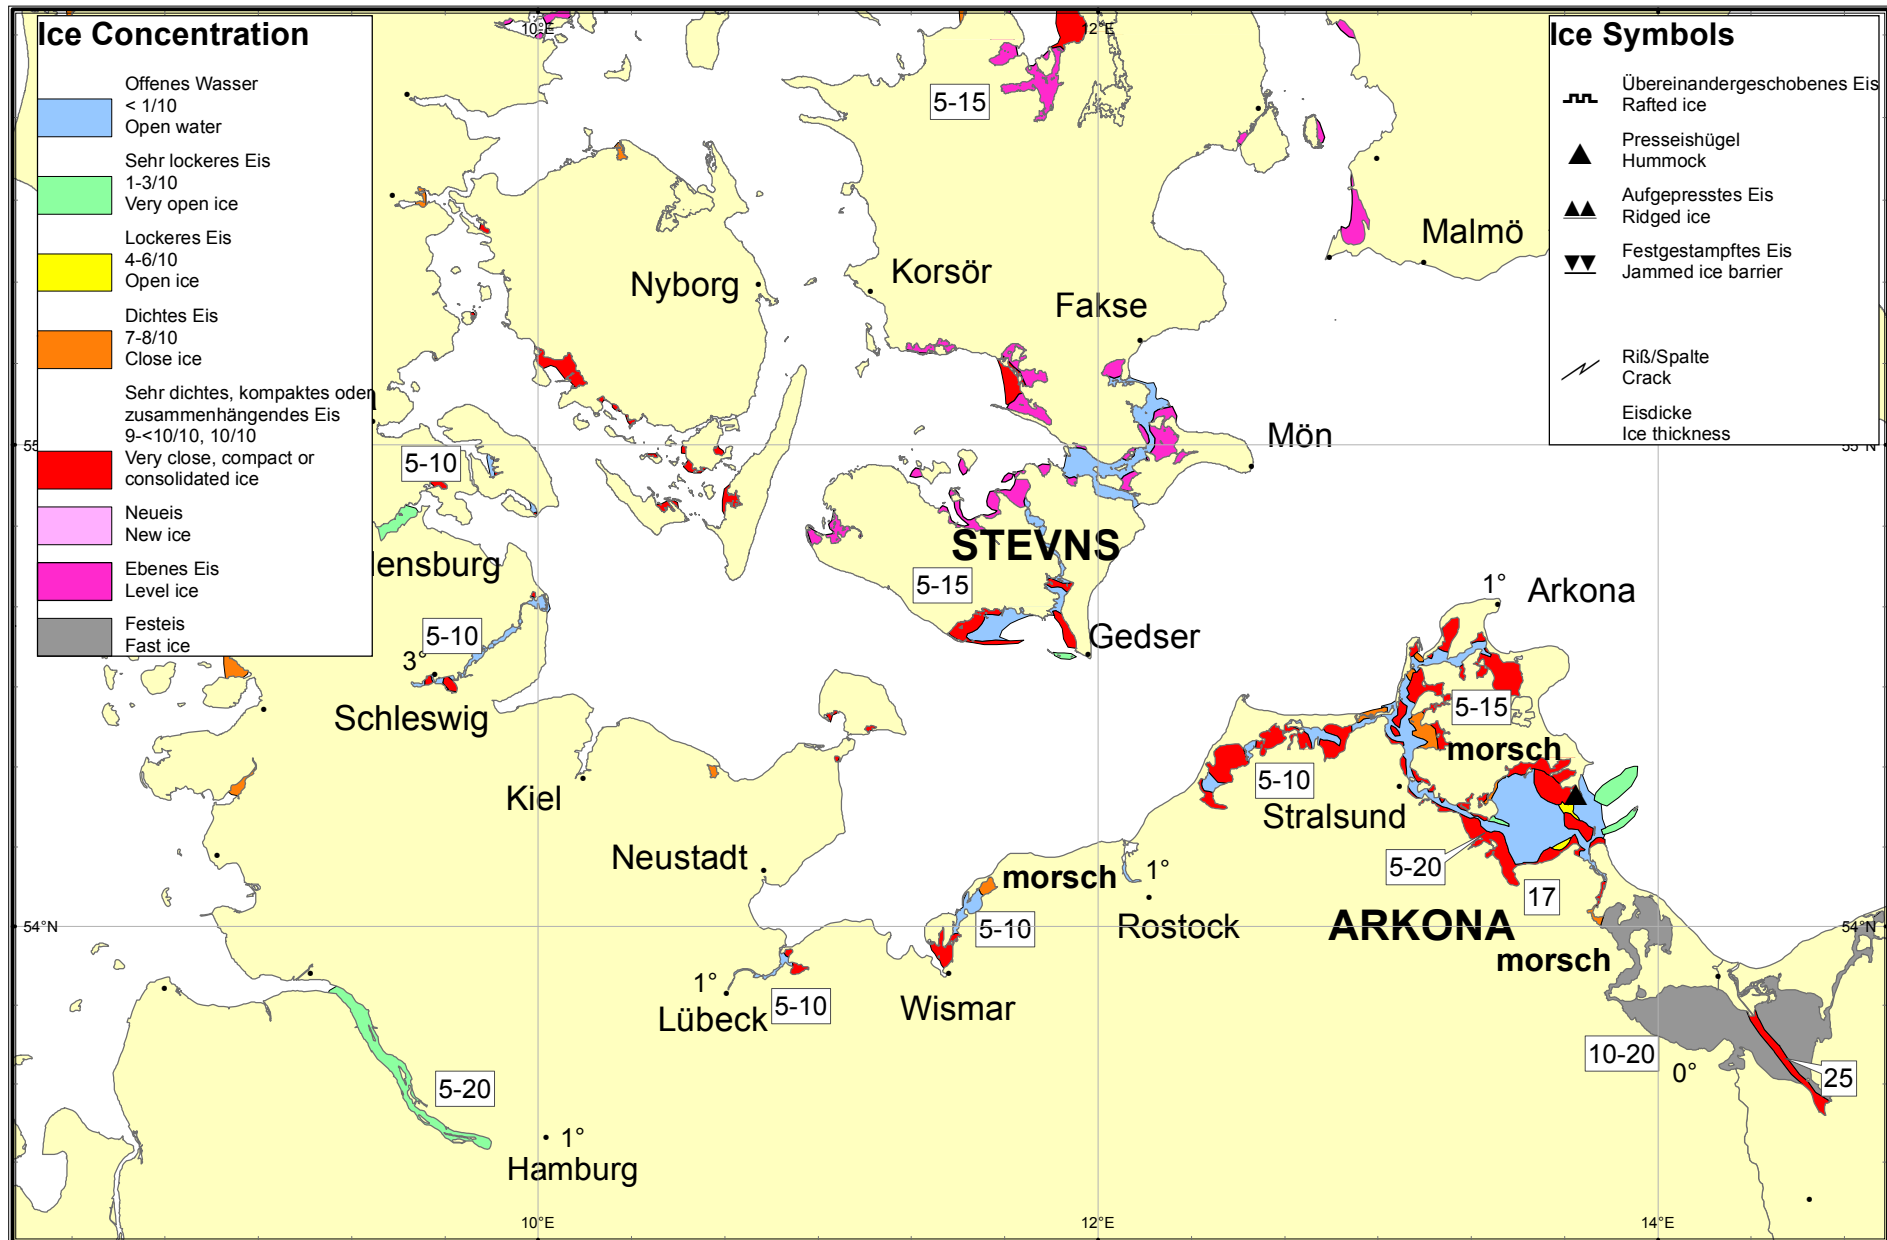 Ice Concentration
Offenes Wasser
< 1/10
Open water
Sehr lockeres Eis
1-3/10
Very open ice
Lockeres Eis
4-6/10
Open ice
Dichtes Eis
7-8/10
Close ice
Sehr dichtes, kompaktes oder
zusammenhängendes Eis
9-<10/10, 10/10
Very close, compact or
consolidated ice
Neueis
New ice
Ebenes Eis
Level ice
Festeis
Fast ice
Ice Symbols
Übereinandergeschobenes Eis
Rafted ice
Presseishügel
Hummock
Aufgepresstes Eis
Ridged ice
Festgestampftes Eis
Jammed ice barrier
Riß/Spalte
Crack
Eisdicke
Ice thickness
10°E
12°E
5-15
Malmö
Nyborg
Korsör
Fakse
Mön
55°N
5-10
STEVNS
lensburg
5-15
1°
Arkona
5-10
Gedser
3°
Schleswig
5-15
morsch
5-10
Kiel
Stralsund
Neustadt
5-20
morsch
1°
17
Rostock
ARKONA
54°N
5-10
54°N
morsch
1°
5-10
Lübeck
Wismar
10-20
0°
25
5-20
1°
Hamburg
10°E
12°E
14°E